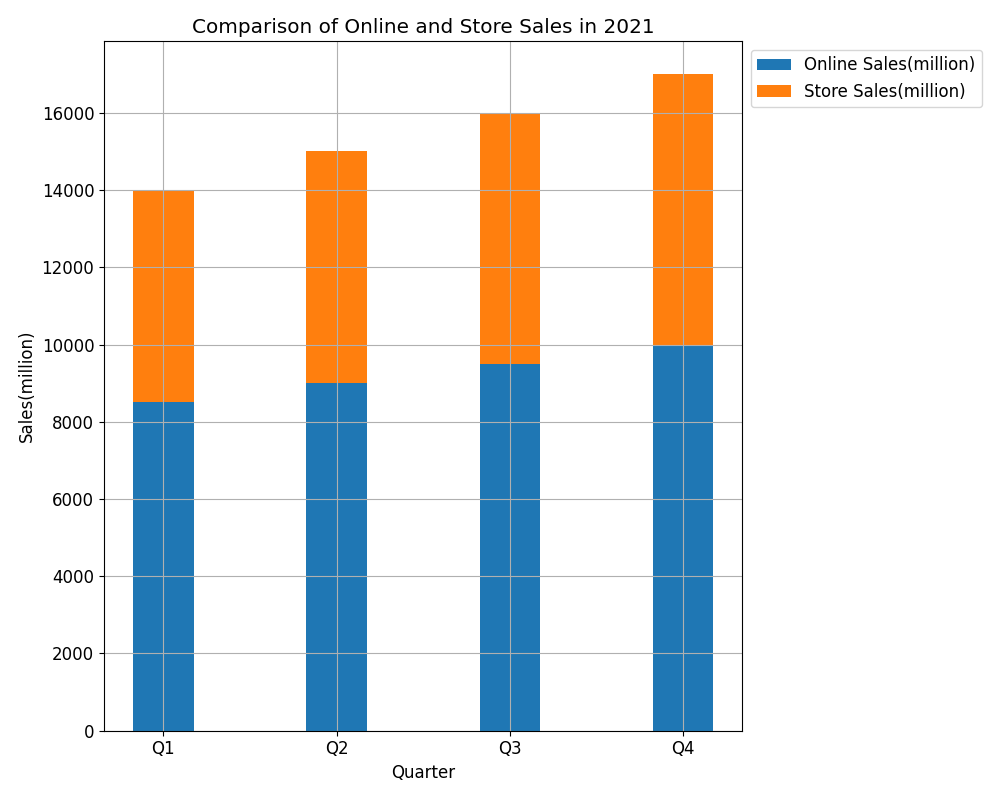 Comparison of Online and Store Sales in 2021
Online Sales(million)
Store Sales(million)
Sales(million)
16000
14000
12000
10000
8000
6000
4000
2000
0
Q1 Q2 Q3 Q4
Quarter